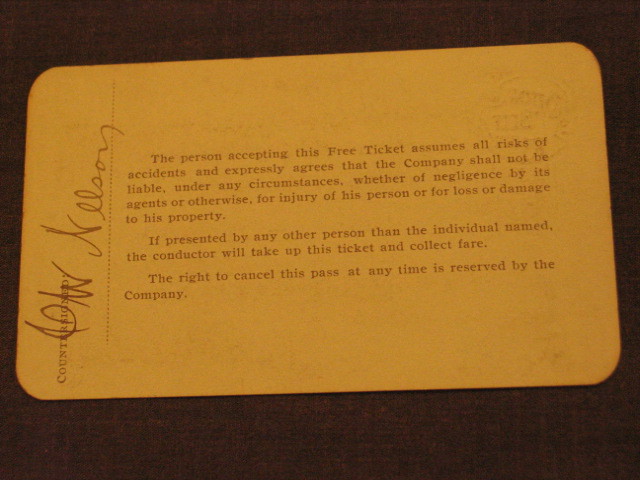 The person accepting this Free Ticket assumes all risks of
accidents and expressly agrees that the Company shall not be
liable, under any circumstances, whether of negligence by its
agents or otherwise, for injury of his person or for loss or damage
to his property.
If presented by any other person than the individual named,
the conductor will take up this ticket and collect fare.
The right to cancel this pass at any time is reserved by the
Company.
COUNTERSIGNED:
OW Nelson